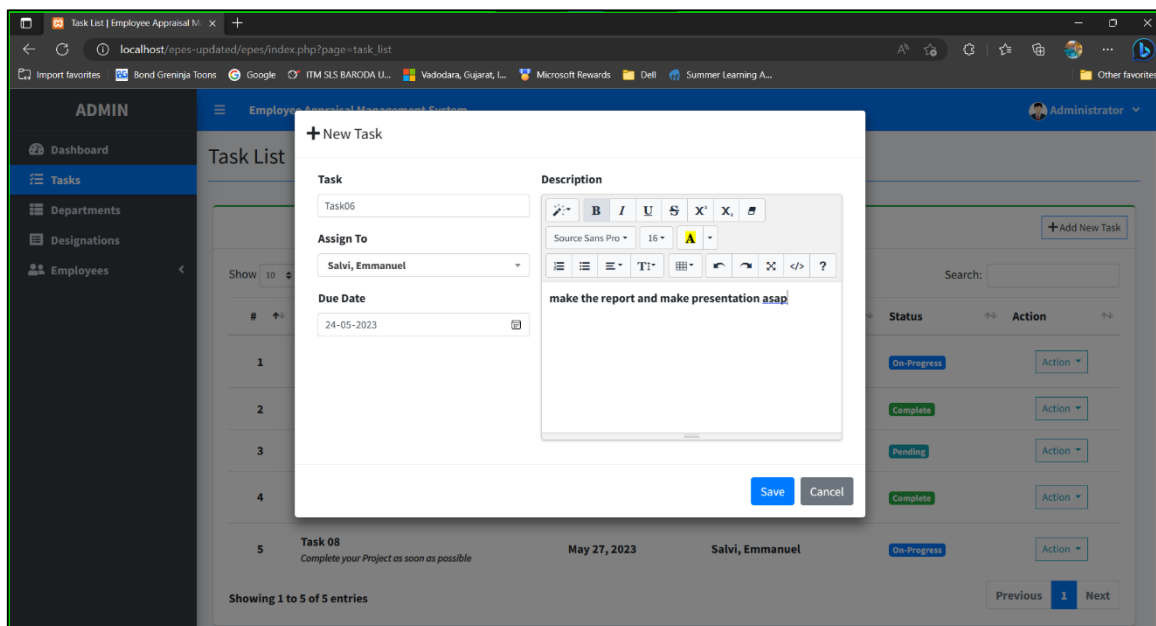 Task List | Employee Appraisal M
localhost/epes-updated/epes/index.php?page=task_list
Import favorites Bond Greninja Toons Google ITM SLS BARODA U... Vadodara, Gujarat, I... Microsoft Rewards Dell Summer Learning A... Other favorites
ADMIN
Employee Appraisal Management System
Administrator
Dashboard
Tasks
Departments
Designations
Employees
Task List
+Add New Task
Show 10
Search:
# Status Action
1 On-Progress Action
2 Complete Action
3 Pending Action
4 Complete Action
5 Task 08 May 27, 2023 Salvi, Emmanuel On-Progress Action
Complete your Project as soon as possible
Showing 1 to 5 of 5 entries
Previous 1 Next
+ New Task
Task
Task06
Assign To
Salvi, Emmanuel
Due Date
24-05-2023
Description
B I U S X² X₂
Source Sans Pro 16 A
TI </> ?
make the report and make presentation asap
Save Cancel